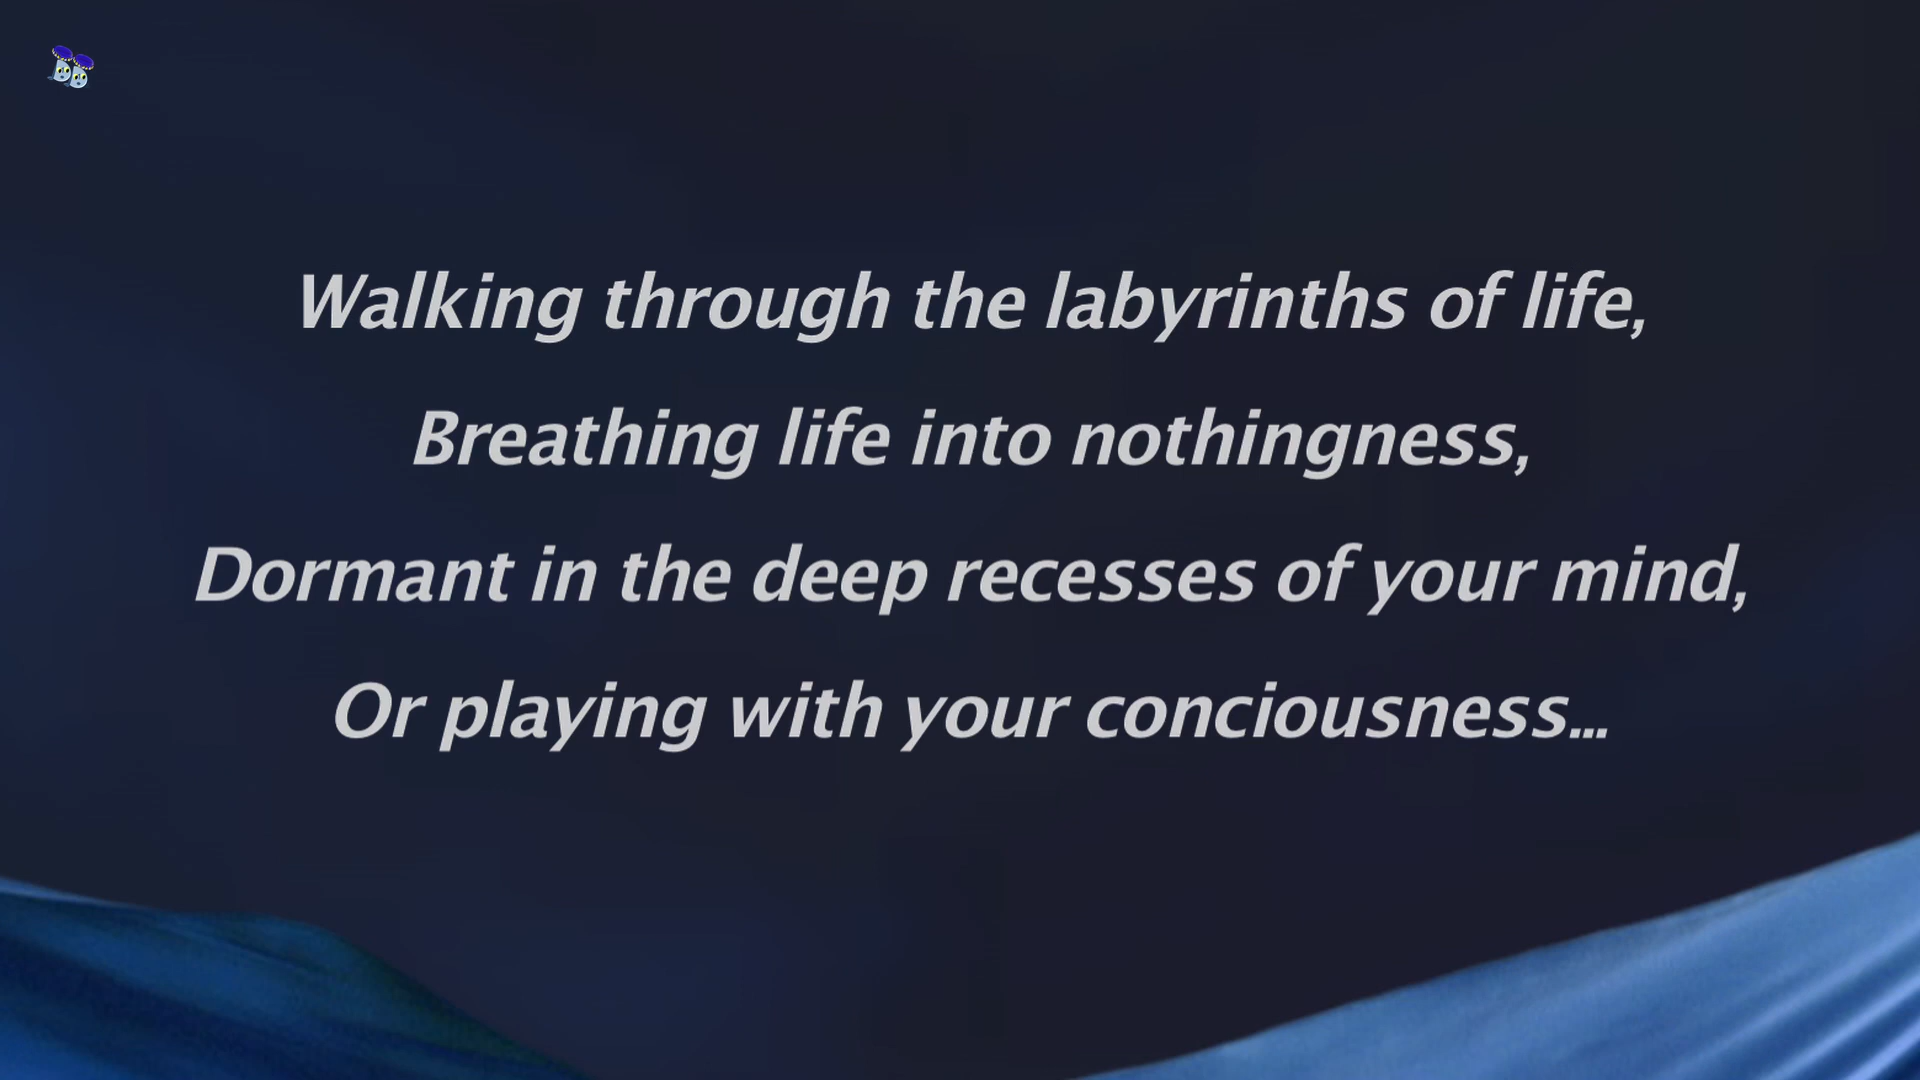 Walking through the labyrinths of life,
Breathing life into nothingness,
Dormant in the deep recesses of your mind,
Or playing with your conciousness...